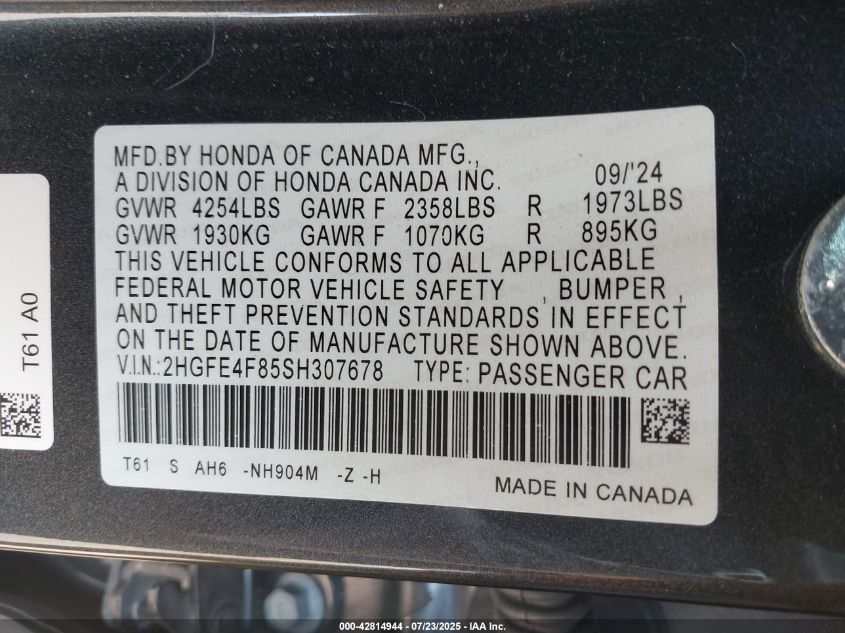 MFD.BY HONDA OF CANADA MFG.,
A DIVISION OF HONDA CANADA INC. 09/'24
GVWR 4254LBS GAWR F 2358LBS R 1973LBS
GVWR 1930KG GAWR F 1070KG R 895KG
THIS VEHICLE CONFORMS TO ALL APPLICABLE
FEDERAL MOTOR VEHICLE SAFETY , BUMPER ,
AND THEFT PREVENTION STANDARDS IN EFFECT
ON THE DATE OF MANUFACTURE SHOWN ABOVE.
V.I.N.:2HGFE4F85SH307678 TYPE: PASSENGER CAR
T61 S AH6 -NH904M -Z -H
MADE IN CANADA
T61 A0
000-42814944 | 07/23/2025 - IAA Inc.